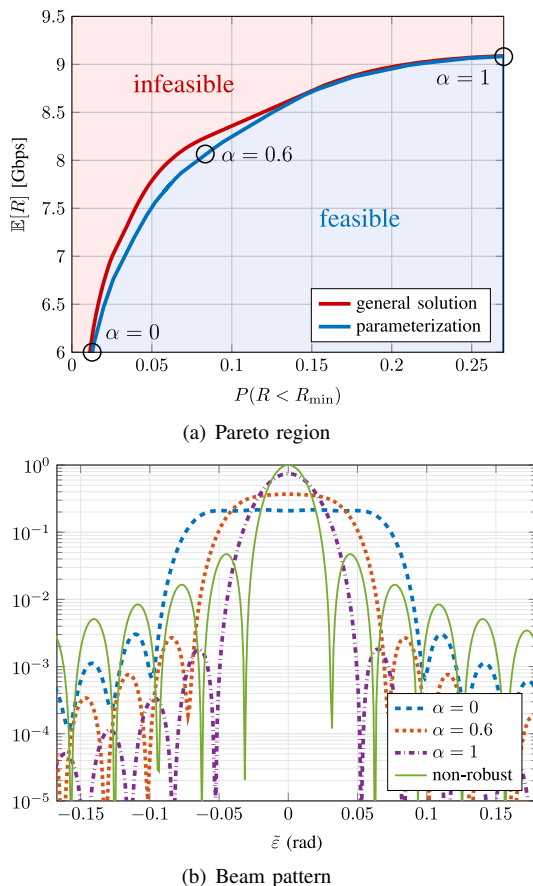 9.5
9
8.5
8
7.5
7
6.5
6
𝔼[R] [Gbps]
infeasible
α = 1
α = 0.6
feasible
general solution
parameterization
α = 0
0 0.05 0.1 0.15 0.2 0.25
P(R < R_min)
(a) Pareto region
10^0
10^−1
10^−2
10^−3
10^−4
10^−5
α = 0
α = 0.6
α = 1
non-robust
−0.15 −0.1 −0.05 0 0.05 0.1 0.15
ε̃ (rad)
(b) Beam pattern